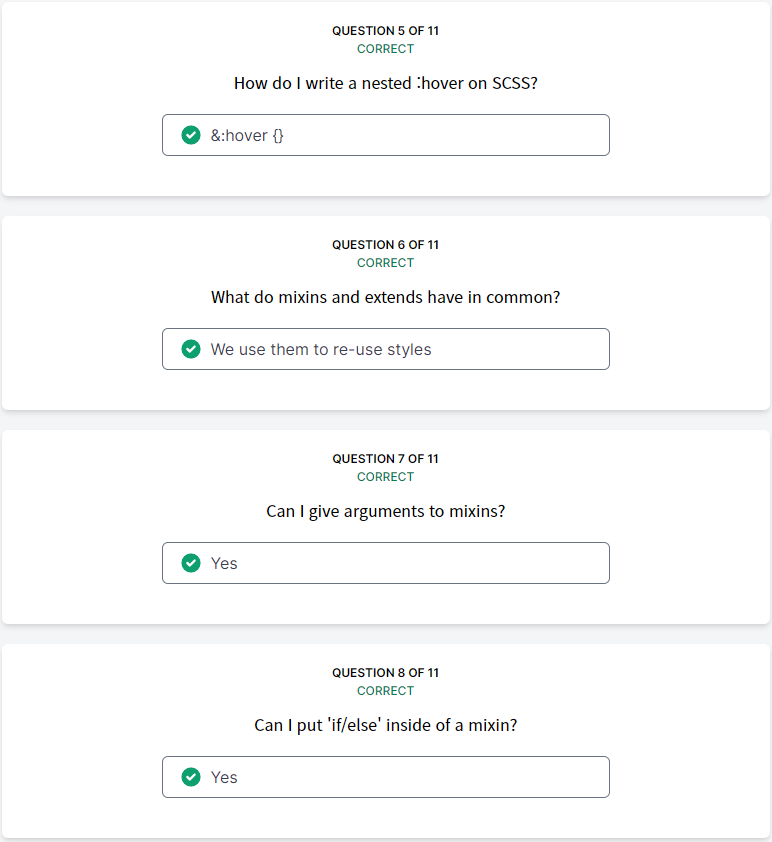 QUESTION 5 OF 11
CORRECT
How do I write a nested :hover on SCSS?
&:hover {}
QUESTION 6 OF 11
CORRECT
What do mixins and extends have in common?
We use them to re-use styles
QUESTION 7 OF 11
CORRECT
Can I give arguments to mixins?
Yes
QUESTION 8 OF 11
CORRECT
Can I put 'if/else' inside of a mixin?
Yes